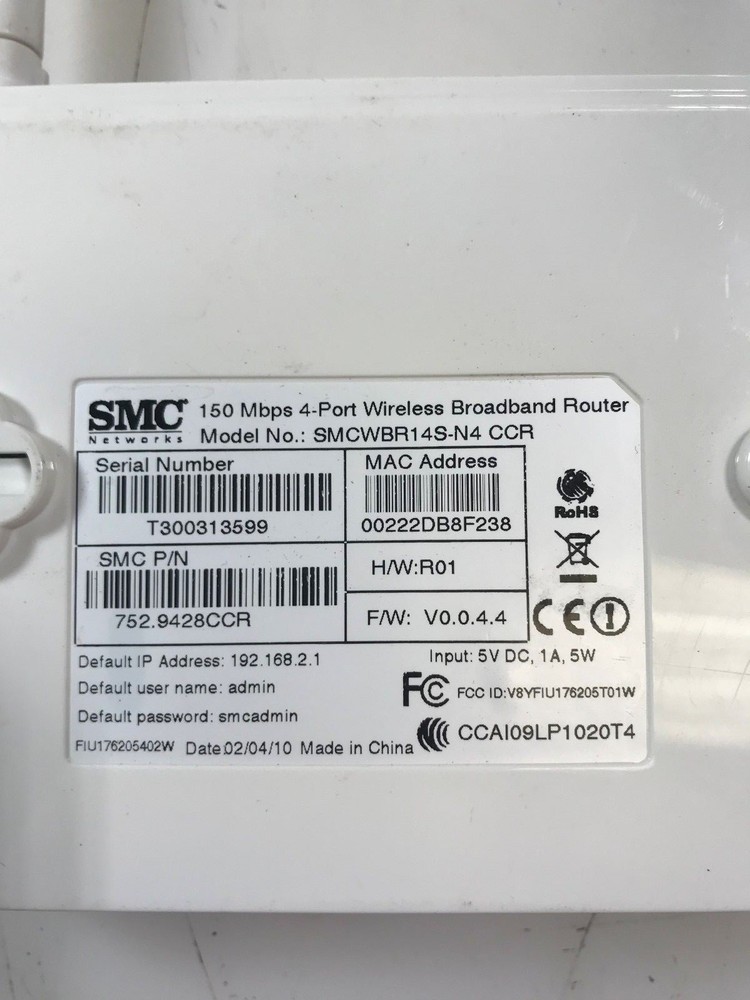 SMC Networks
150 Mbps 4-Port Wireless Broadband Router
Model No.: SMCWBR14S-N4 CCR
Serial Number
T300313599
MAC Address
00222DB8F238
SMC P/N
752.9428CCR
H/W:R01
F/W: V0.0.4.4
RoHS
CE
Default IP Address: 192.168.2.1
Input: 5V DC, 1A, 5W
Default user name: admin
FC FCC ID:V8YFIU176205T01W
Default password: smcadmin
CCAI09LP1020T4
FIU176205402W Date:02/04/10 Made in China